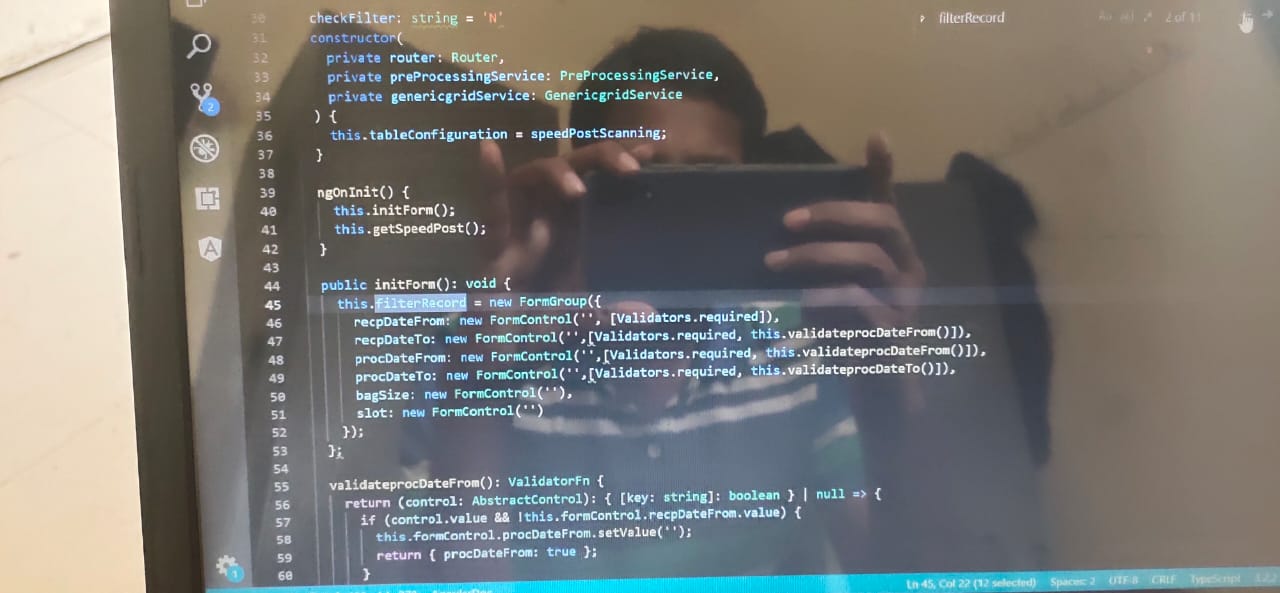 30 checkFilter: string = 'N'
filterRecord
2 of 11
31 constructor(
32 private router: Router,
33 private preProcessingService: PreProcessingService,
34 private genericgridService: GenericgridService
35 ) {
36 this.tableConfiguration = speedPostScanning;
37 }
38
39 ngOnInit() {
40 this.initForm();
41 this.getSpeedPost();
42 }
43
44 public initForm(): void {
45 this.filterRecord = new FormGroup({
46 recpDateFrom: new FormControl('', [Validators.required]),
47 recpDateTo: new FormControl('',[Validators.required, this.validateprocDateFrom()]),
48 procDateFrom: new FormControl('',[Validators.required, this.validateprocDateFrom()]),
49 procDateTo: new FormControl('',[Validators.required, this.validateprocDateTo()]),
50 bagSize: new FormControl(''),
51 slot: new FormControl('')
52 });
53 };
54
55 validateprocDateFrom(): ValidatorFn {
56 return (control: AbstractControl): { [key: string]: boolean } | null => {
57 if (control.value && !this.formControl.recpDateFrom.value) {
58 this.formControl.procDateFrom.setValue('');
59 return { procDateFrom: true };
60 }
2
1
Ln 45, Col 22 (12 selected) Spaces: 2 UTF-8 CRLF TypeScript